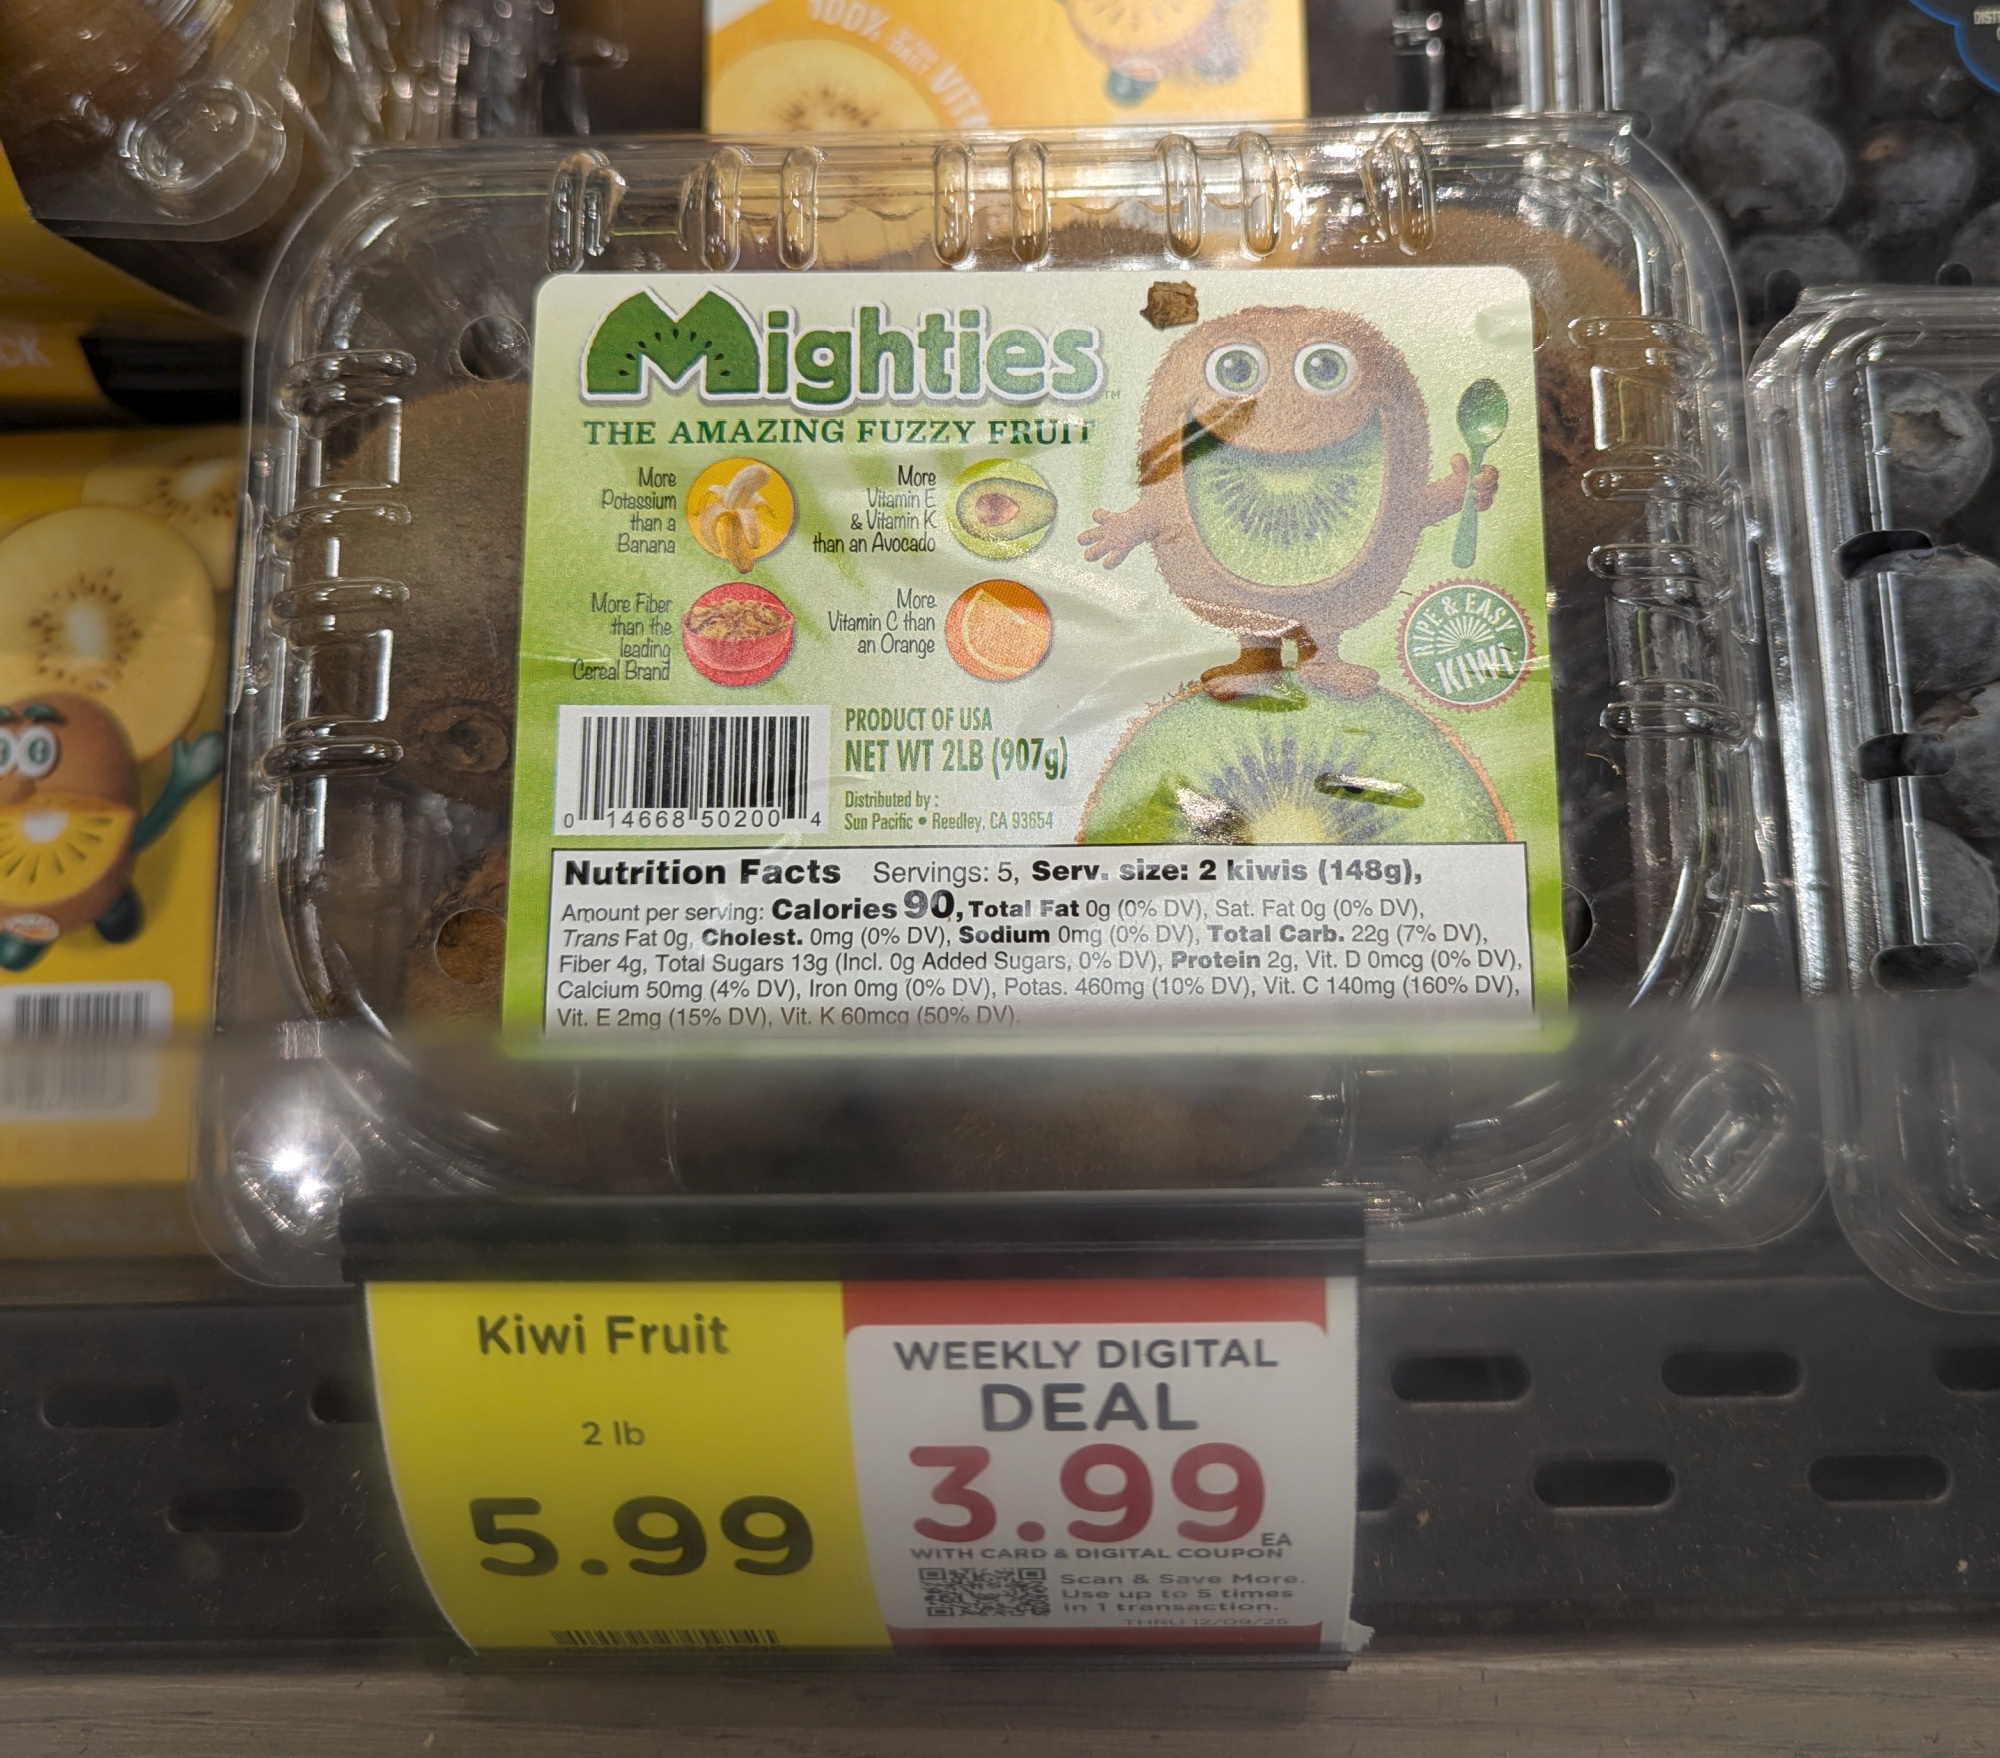 100%
VITA
CK
Mighties™
THE AMAZING FUZZY FRUIT
More
Potassium
than a
Banana
More
Vitamin E
& Vitamin K
than an Avocado
More Fiber
than the
leading
Cereal Brand
More
Vitamin C than
an Orange
RIPE & EASY
KIWI
0 14668 50200 4
PRODUCT OF USA
NET WT 2LB (907g)
Distributed by :
Sun Pacific • Reedley, CA 93654
Nutrition Facts Servings: 5, Serv. size: 2 kiwis (148g),
Amount per serving: Calories 90, Total Fat 0g (0% DV), Sat. Fat 0g (0% DV),
Trans Fat 0g, Cholest. 0mg (0% DV), Sodium 0mg (0% DV), Total Carb. 22g (7% DV),
Fiber 4g, Total Sugars 13g (Incl. 0g Added Sugars, 0% DV), Protein 2g, Vit. D 0mcg (0% DV),
Calcium 50mg (4% DV), Iron 0mg (0% DV), Potas. 460mg (10% DV), Vit. C 140mg (160% DV),
Vit. E 2mg (15% DV), Vit. K 60mcg (50% DV).
Kiwi Fruit
2 lb
5.99
WEEKLY DIGITAL
DEAL
3.99 EA
WITH CARD & DIGITAL COUPON
Scan & Save More.
Use up to 5 times
in 1 transaction.
THRU 12/09/25